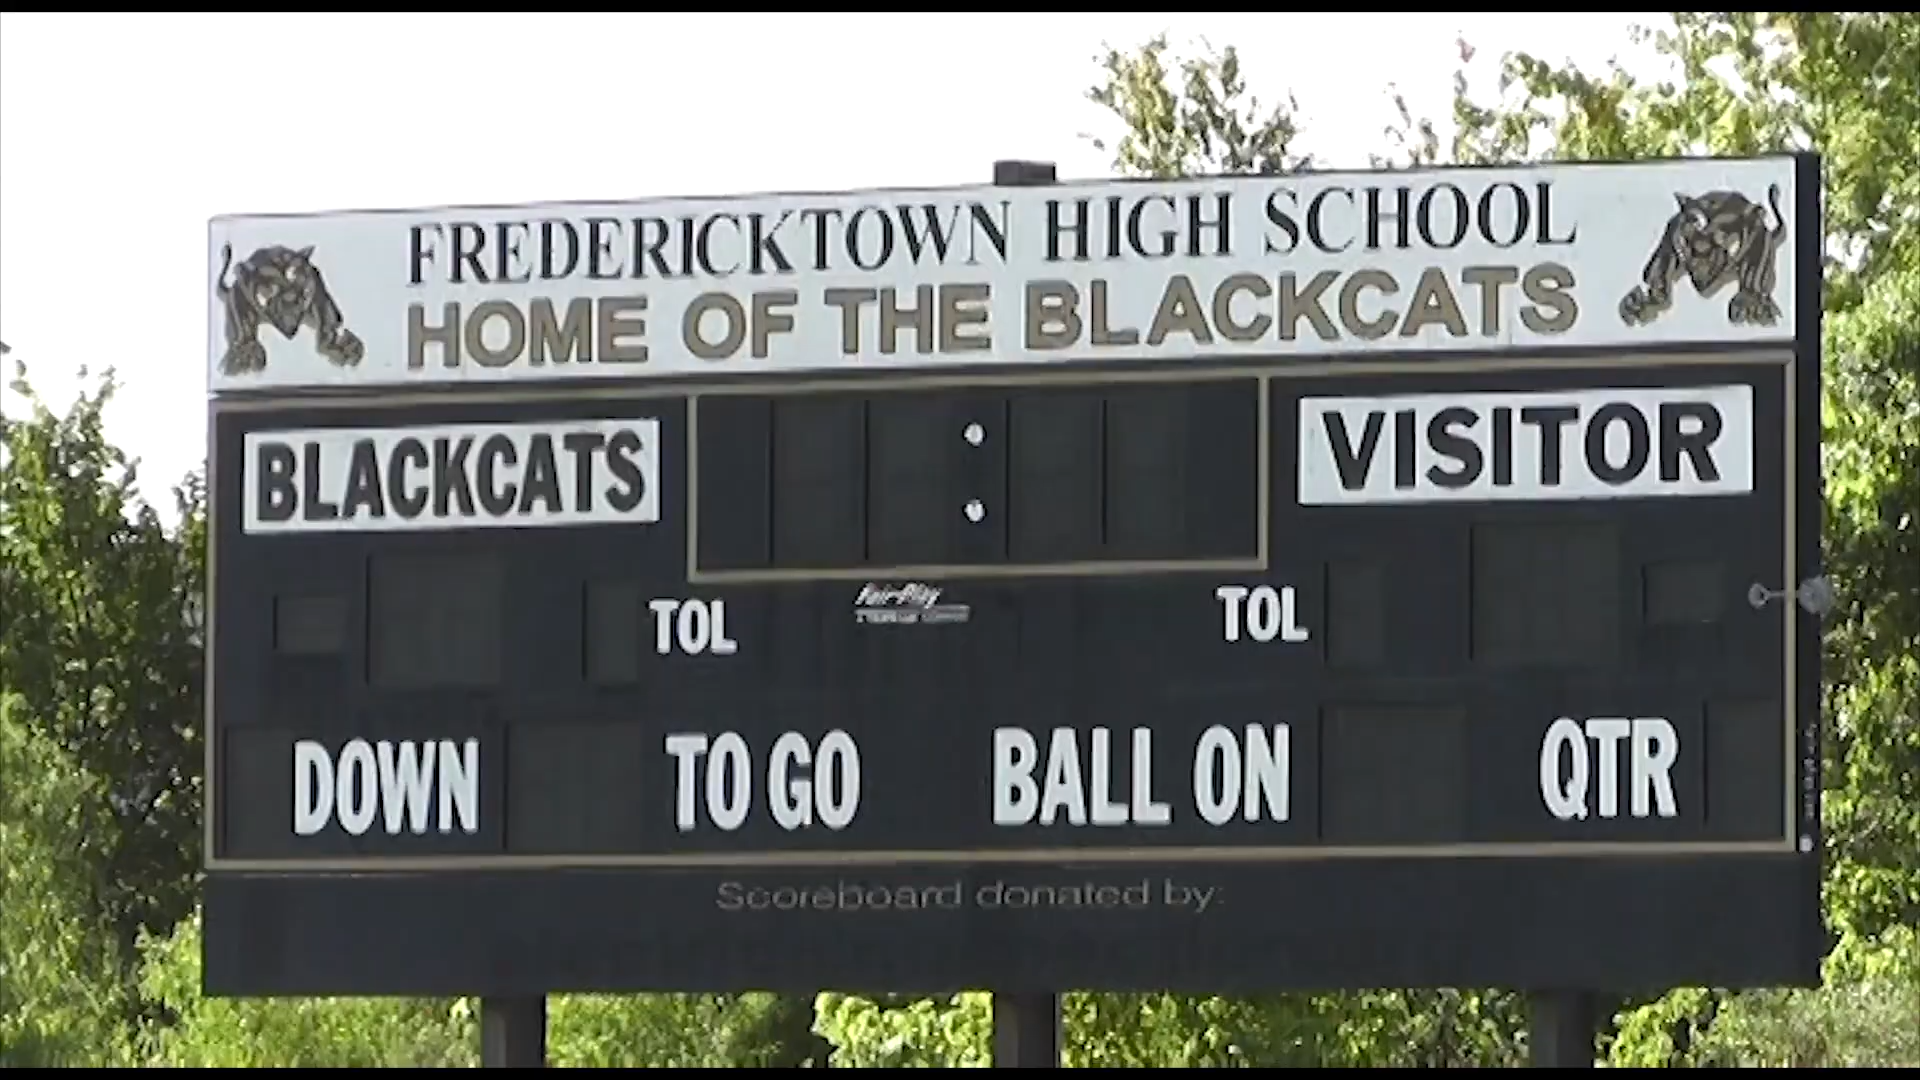 FREDERICKTOWN HIGH SCHOOL
HOME OF THE BLACKCATS
BLACKCATS
:
VISITOR
TOL
Fair-Play
TOL
DOWN
TO GO
BALL ON
QTR
Scoreboard donated by: